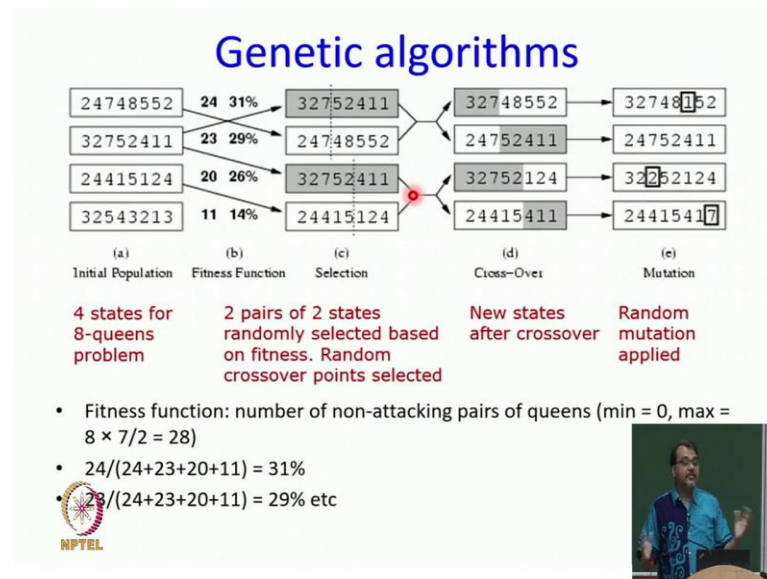 Genetic algorithms
24748552 24 31% 32752411 32748552 32748152
32752411 23 29% 24748552 24752411 24752411
24415124 20 26% 32752411 32752124 32252124
32543213 11 14% 24415124 24415411 24415417
(a) (b) (c) (d) (e)
Initial Population Fitness Function Selection Cross-Over Mutation
4 states for 2 pairs of 2 states New states Random
8-queens randomly selected based after crossover mutation
problem on fitness. Random applied
crossover points selected
• Fitness function: number of non-attacking pairs of queens (min = 0, max =
8 × 7/2 = 28)
• 24/(24+23+20+11) = 31%
• 23/(24+23+20+11) = 29% etc
NPTEL